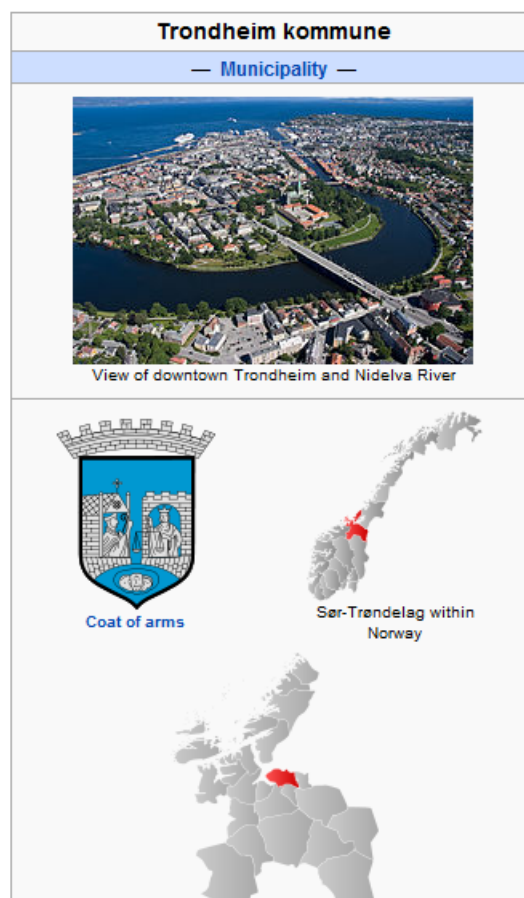 Trondheim kommune
— Municipality —
View of downtown Trondheim and Nidelva River
Coat of arms
Sør-Trøndelag within
Norway